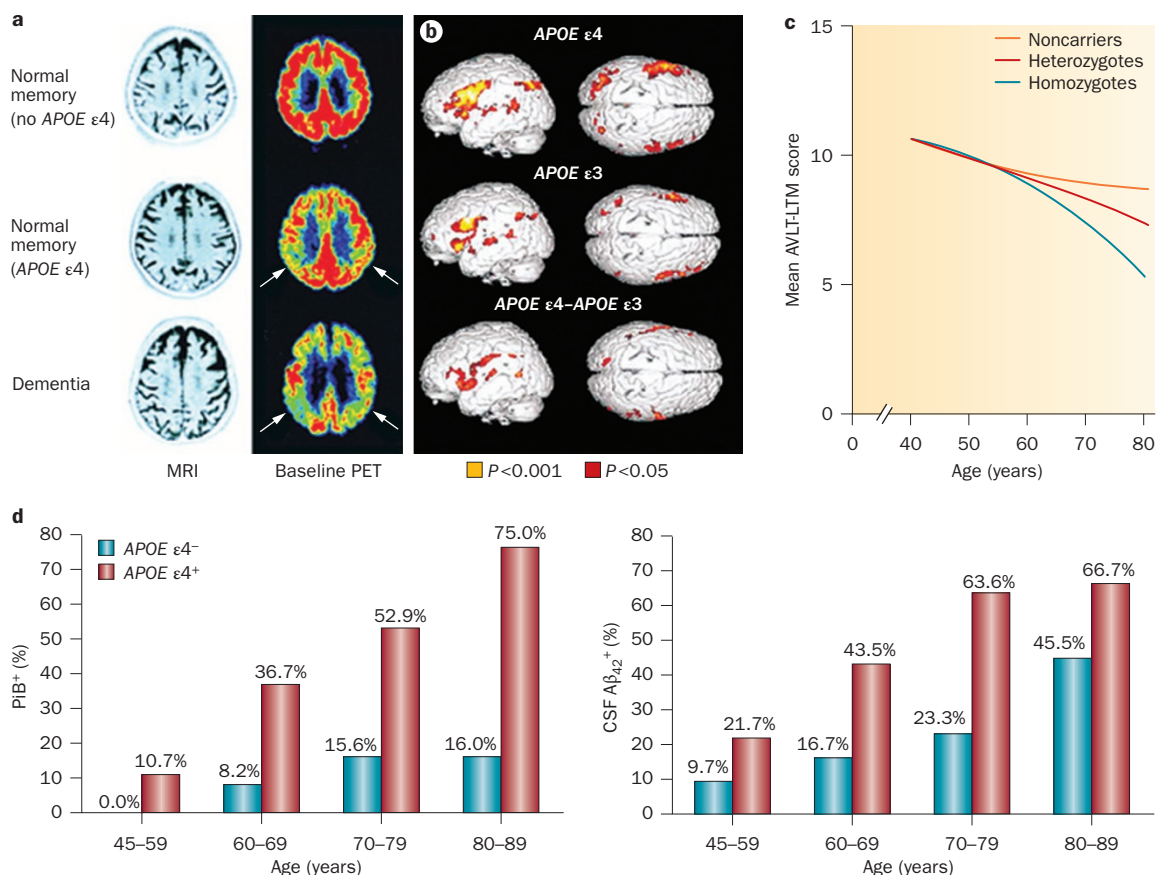 a
Normal
memory
(no APOE ε4)
Normal
memory
(APOE ε4)
Dementia
MRI
Baseline PET
b
APOE ε4
APOE ε3
APOE ε4–APOE ε3
P<0.001
P<0.05
c
Mean AVLT-LTM score
15
10
5
0
Noncarriers
Heterozygotes
Homozygotes
0 40 50 60 70 80
Age (years)
d
PiB+ (%)
80
70
60
50
40
30
20
10
0
APOE ε4–
APOE ε4+
0.0%
10.7%
8.2%
36.7%
15.6%
52.9%
16.0%
75.0%
45–59 60–69 70–79 80–89
Age (years)
CSF Aβ42+ (%)
80
70
60
50
40
30
20
10
0
9.7%
21.7%
16.7%
43.5%
23.3%
63.6%
45.5%
66.7%
45–59 60–69 70–79 80–89
Age (years)